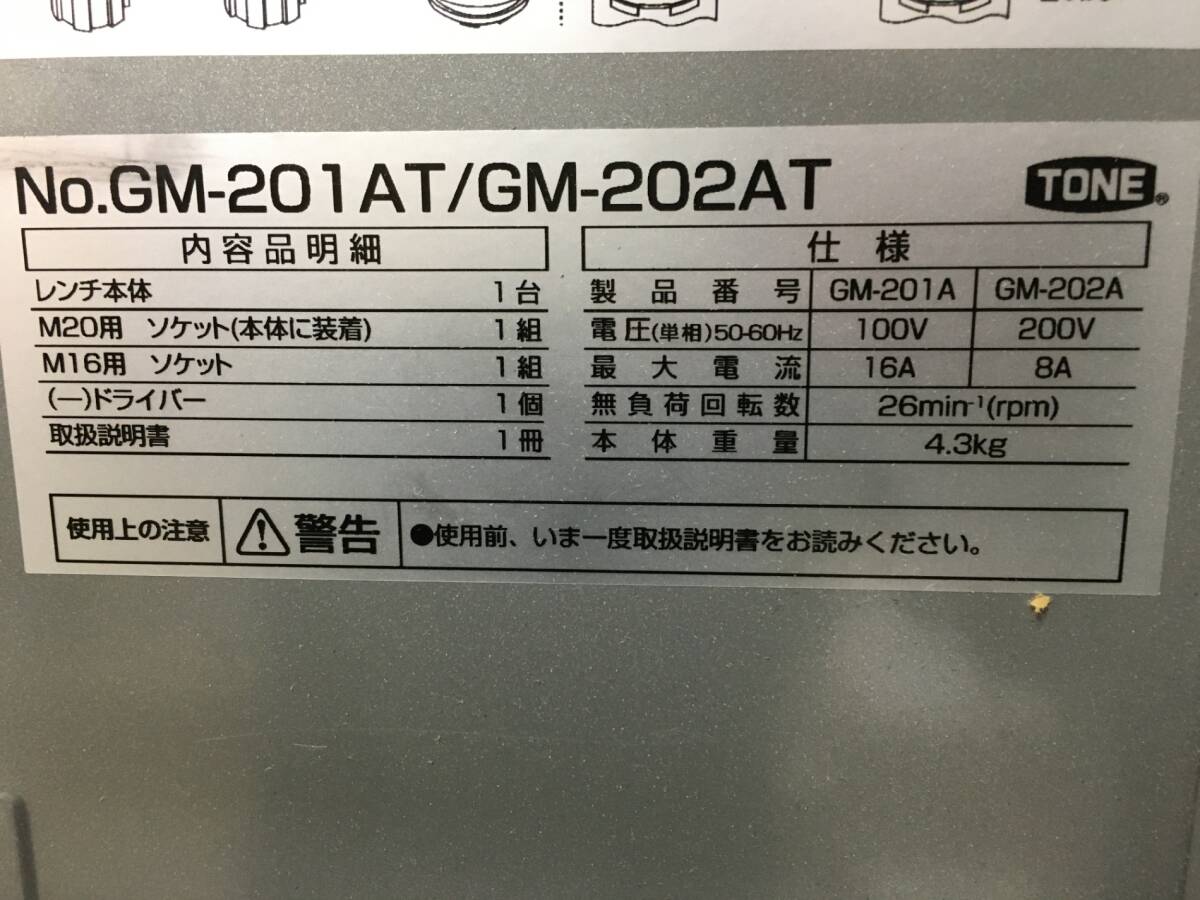 No.GM-201AT/GM-202AT
TONE®
内容品明細
レンチ本体 1台
M20用 ソケット(本体に装着) 1組
M16用 ソケット 1組
(ー)ドライバー 1個
取扱説明書 1冊
仕様
製品番号 GM-201A GM-202A
電圧(単相)50-60Hz 100V 200V
最大電流 16A 8A
無負荷回転数 26min-¹(rpm)
本体重量 4.3kg
使用上の注意 警告 ●使用前、いま一度取扱説明書をお読みください。